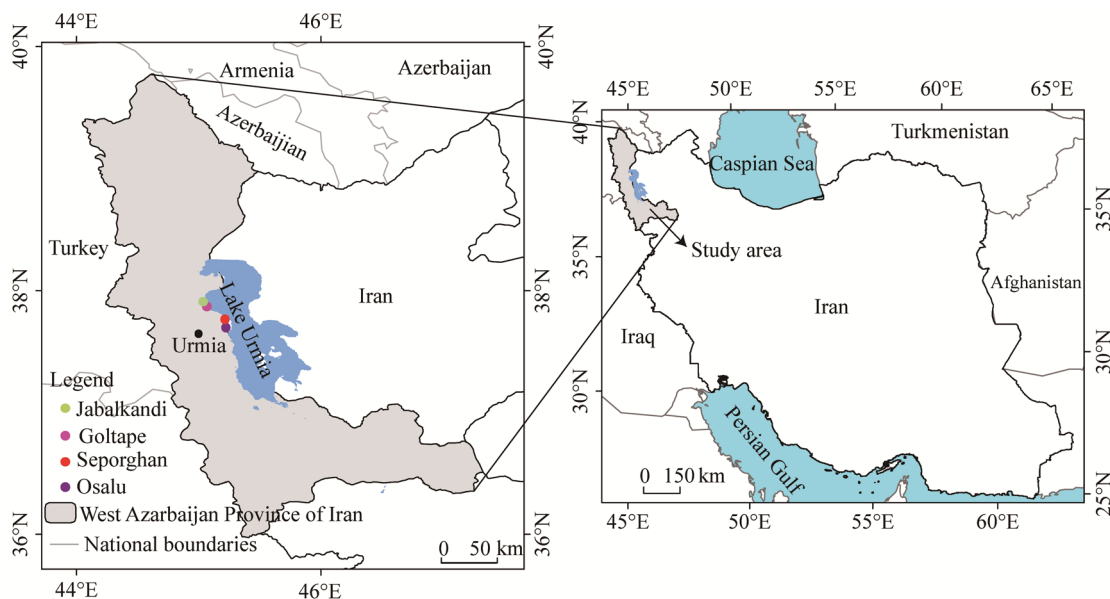 44°E
46°E
40°N
40°N
Armenia
Azerbaijan
Azerbaijian
Turkey
38°N
38°N
Lake Urmia
Iran
Urmia
Legend
Jabalkandi
Goltape
Seporghan
Osalu
West Azarbaijan Province of Iran
National boundaries
0 50 km
36°N
36°N
44°E
46°E
45°E
50°E
55°E
60°E
65°E
40°N
Turkmenistan
Caspian Sea
35°N
35°N
Study area
Afghanistan
Iran
Iraq
30°N
30°N
Persian Gulf
0 150 km
25°N
45°E
50°E
55°E
60°E